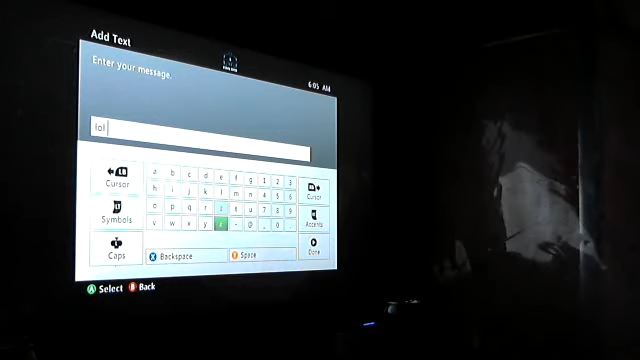 Add Text
Enter your message.
6:05 AM
lol
LB
Cursor
Symbols
Caps
a b c d e f g 1 2 3
h i j k l m n 4 5 6
o p q r s t u 7 8 9
v w x y z - @ _ 0 .
Cursor
Accents
Done
X Backspace
Y Space
A Select B Back